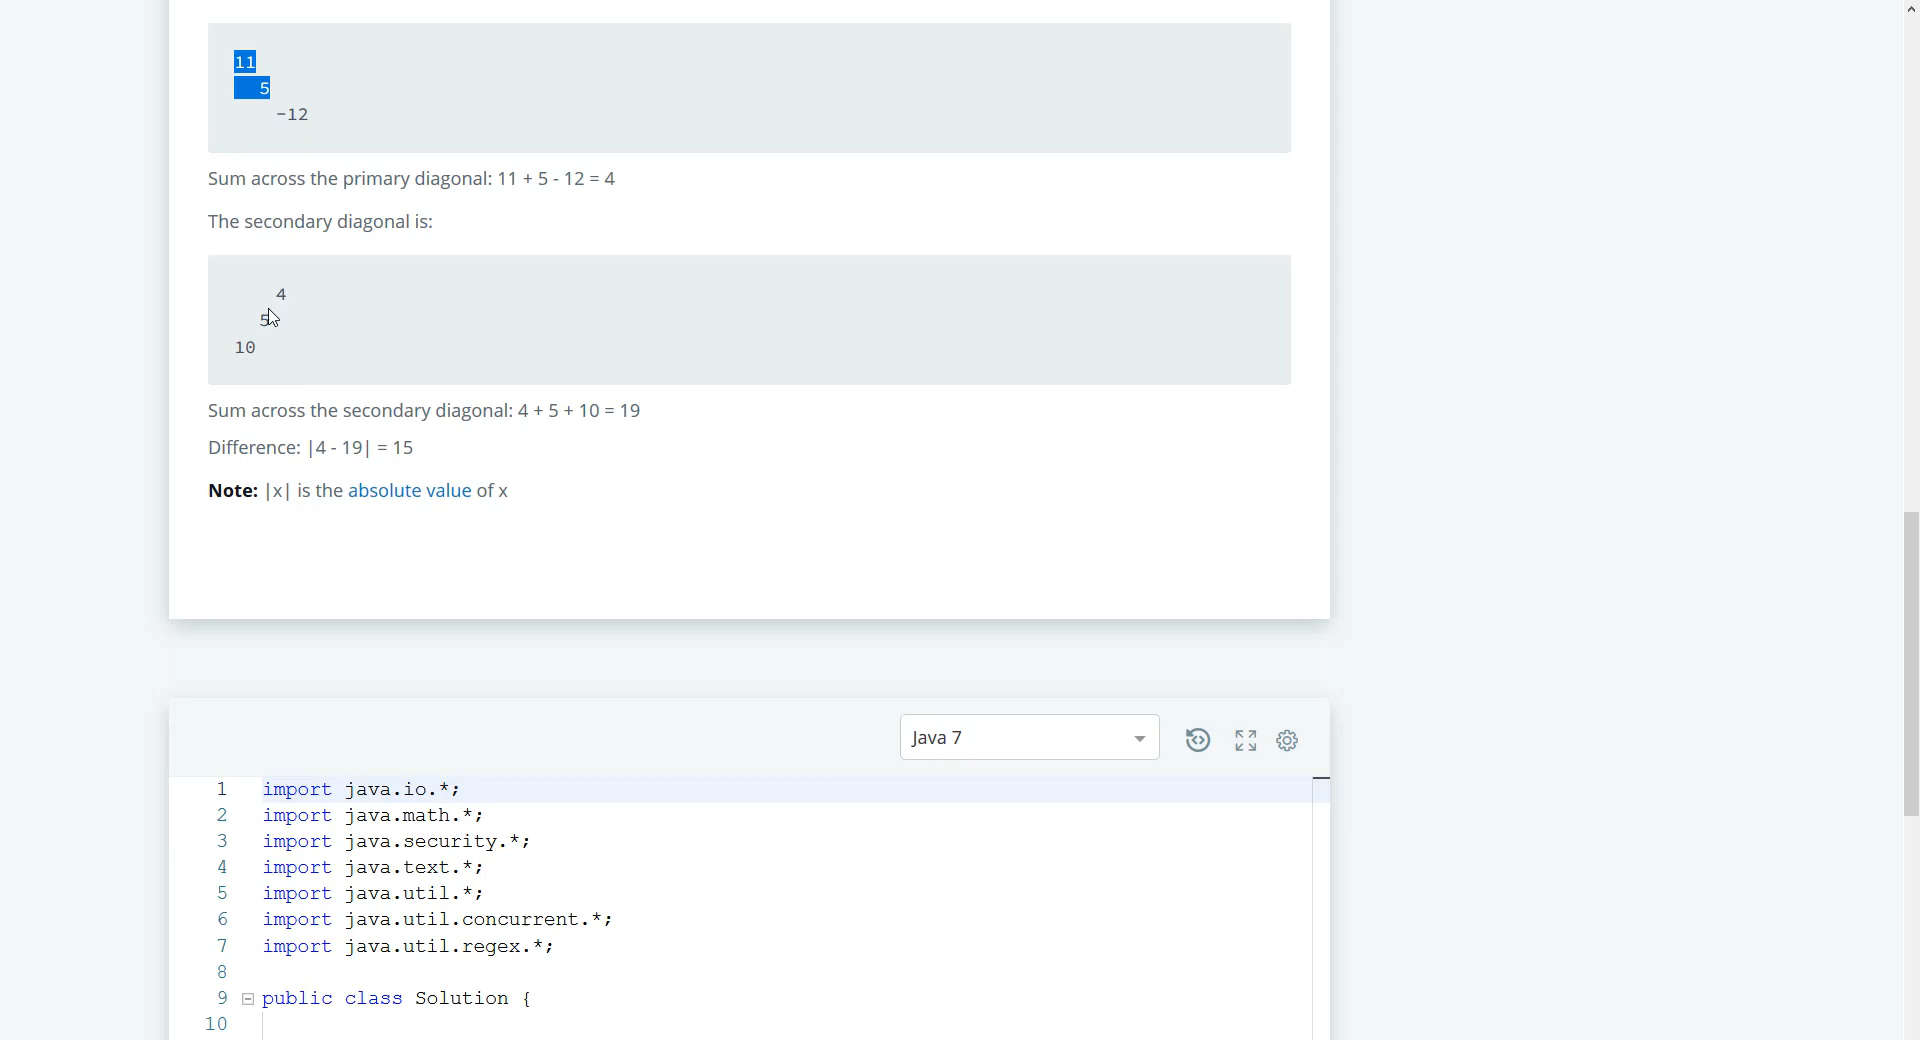 11
5
-12
Sum across the primary diagonal: 11 + 5 - 12 = 4
The secondary diagonal is:
4
5
10
Sum across the secondary diagonal: 4 + 5 + 10 = 19
Difference: |4 - 19| = 15
Note: |x| is the absolute value of x
Java 7
1 import java.io.*;
2 import java.math.*;
3 import java.security.*;
4 import java.text.*;
5 import java.util.*;
6 import java.util.concurrent.*;
7 import java.util.regex.*;
8
9 public class Solution {
10